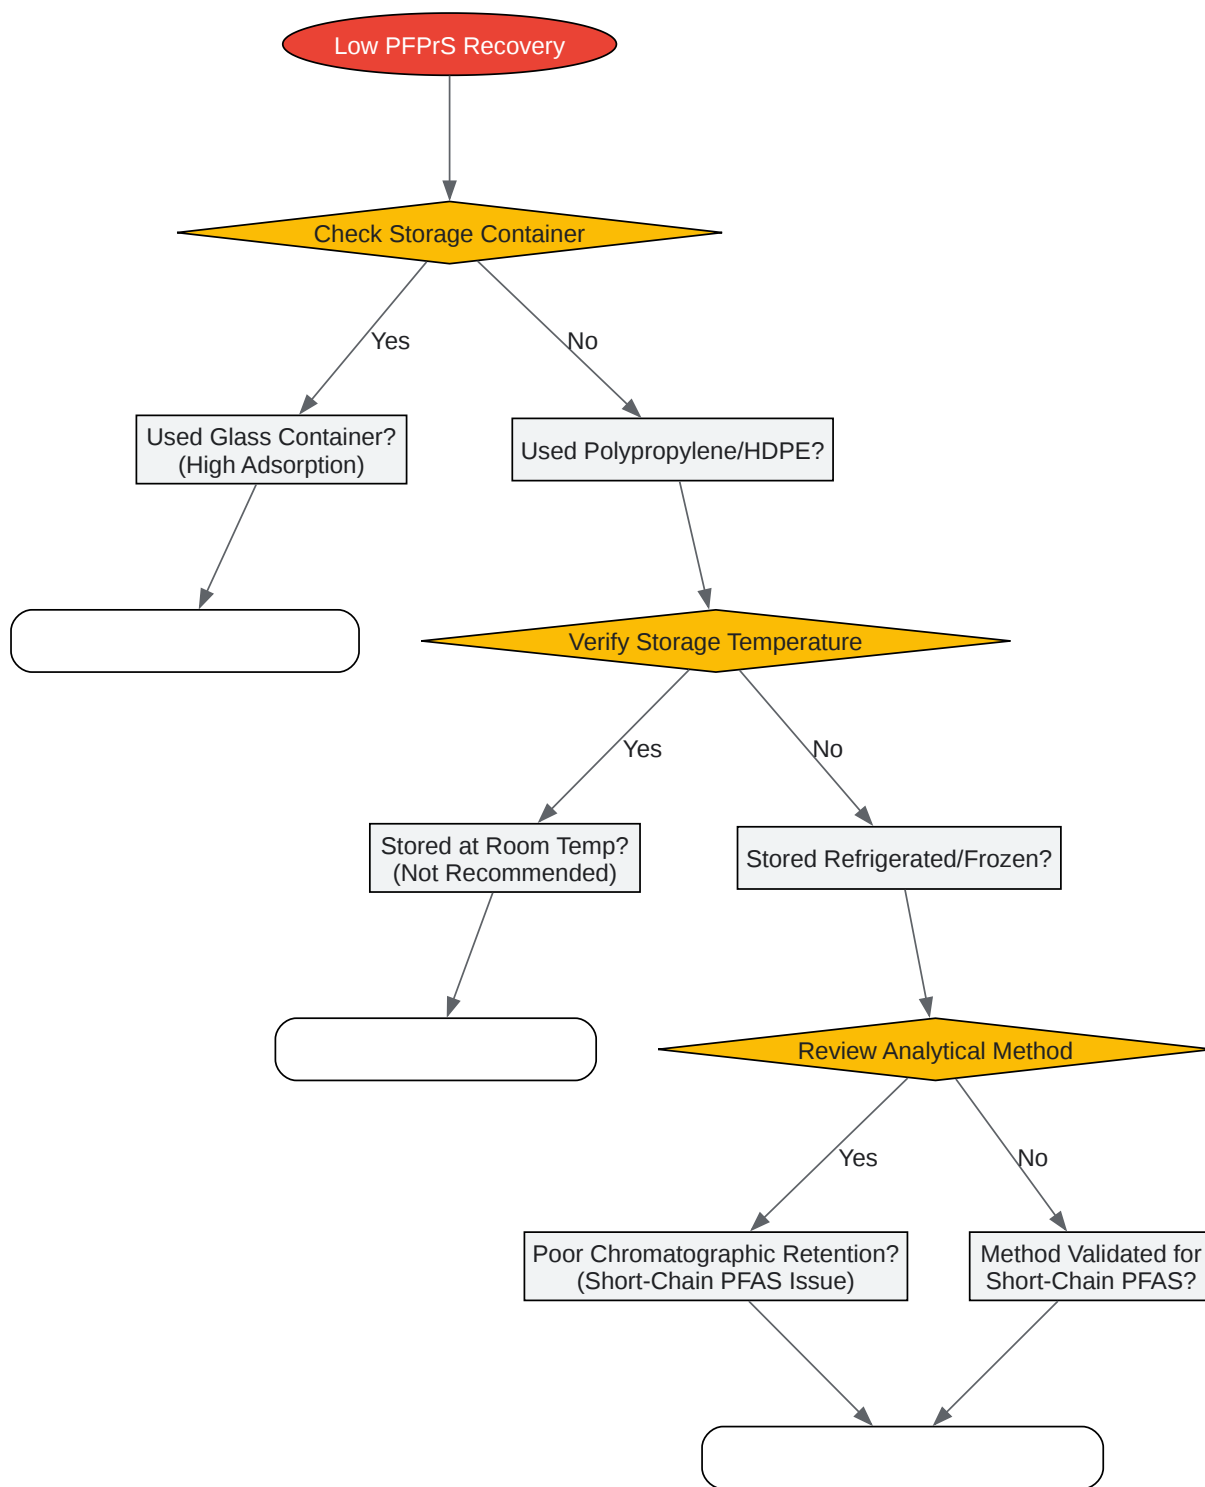 Low PFPrS Recovery
Check Storage Container
Yes
No
Used Glass Container?
(High Adsorption)
Used Polypropylene/HDPE?
Verify Storage Temperature
Yes
No
Stored at Room Temp?
(Not Recommended)
Stored Refrigerated/Frozen?
Review Analytical Method
Yes
No
Poor Chromatographic Retention?
(Short-Chain PFAS Issue)
Method Validated for
Short-Chain PFAS?